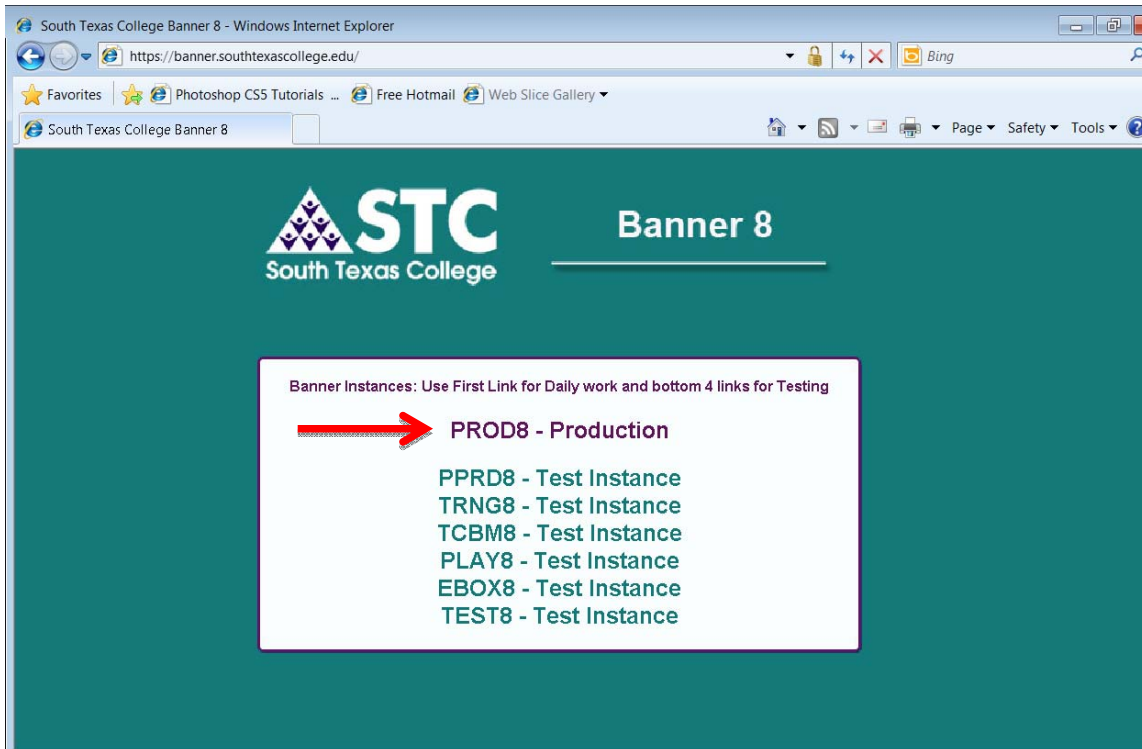 South Texas College Banner 8 - Windows Internet Explorer
https://banner.southtexascollege.edu/
Bing
Favorites Photoshop CS5 Tutorials ... Free Hotmail Web Slice Gallery
South Texas College Banner 8
Page Safety Tools
STC
South Texas College
Banner 8
Banner Instances: Use First Link for Daily work and bottom 4 links for Testing
PROD8 - Production
PPRD8 - Test Instance
TRNG8 - Test Instance
TCBM8 - Test Instance
PLAY8 - Test Instance
EBOX8 - Test Instance
TEST8 - Test Instance